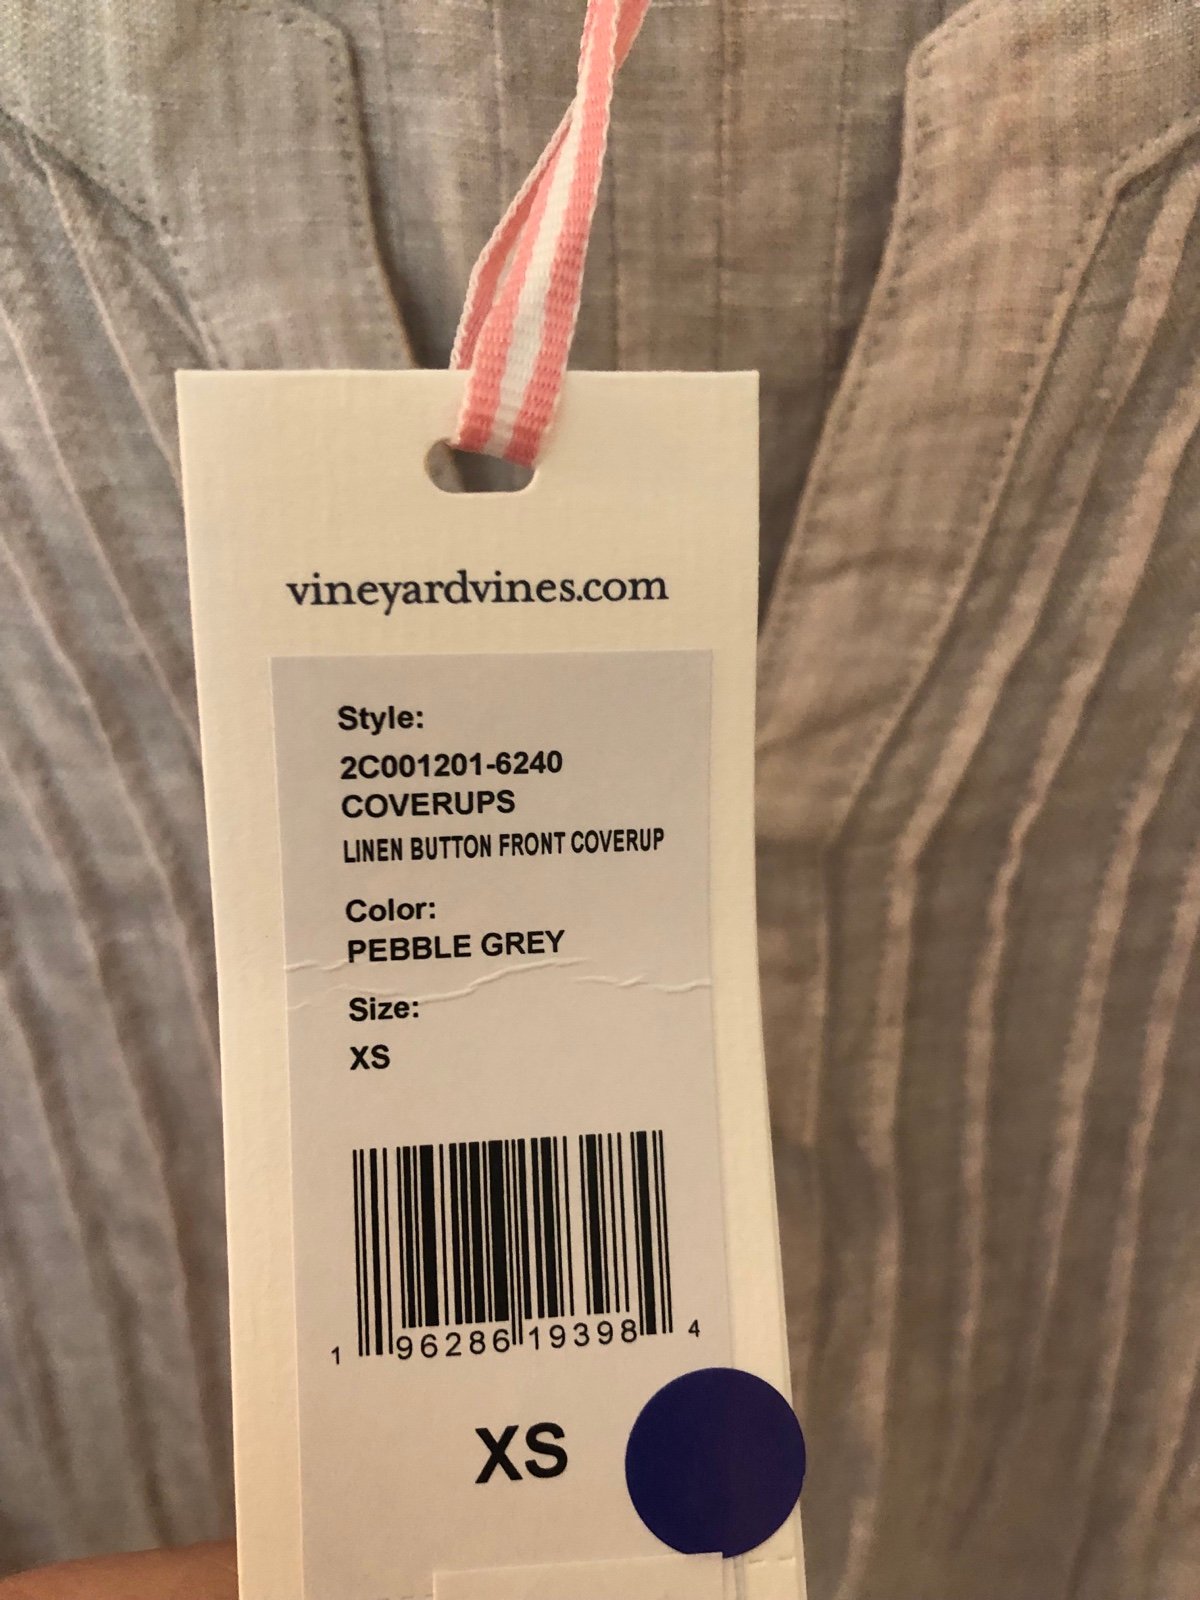 vineyardvines.com
Style:
2C001201-6240
COVERUPS
LINEN BUTTON FRONT COVERUP
Color:
PEBBLE GREY
Size:
XS
1 96286 19398 4
XS